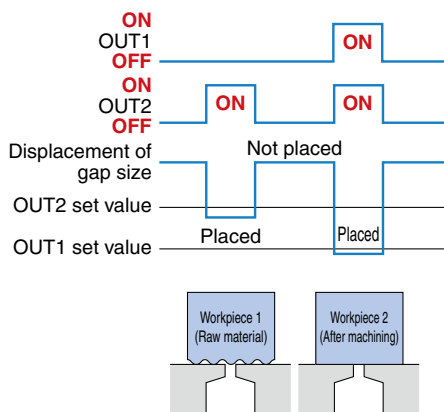 ON
OUT1
OFF
ON
ON
OUT2
OFF
ON
ON
Displacement of
gap size
Not placed
OUT2 set value
Placed
Placed
OUT1 set value
Workpiece 1
(Raw material)
Workpiece 2
(After machining)